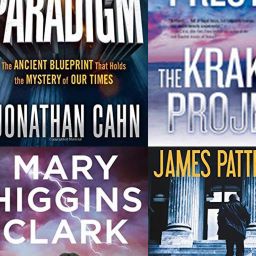 PARADIGM
The ANCIENT BLUEPRINT That Holds
the MYSTERY of OUR TIMES
JONATHAN CAHN
PREST
THE KRAK
PROJE
MARY
HIGGINS
CLARK
JAMES PATT